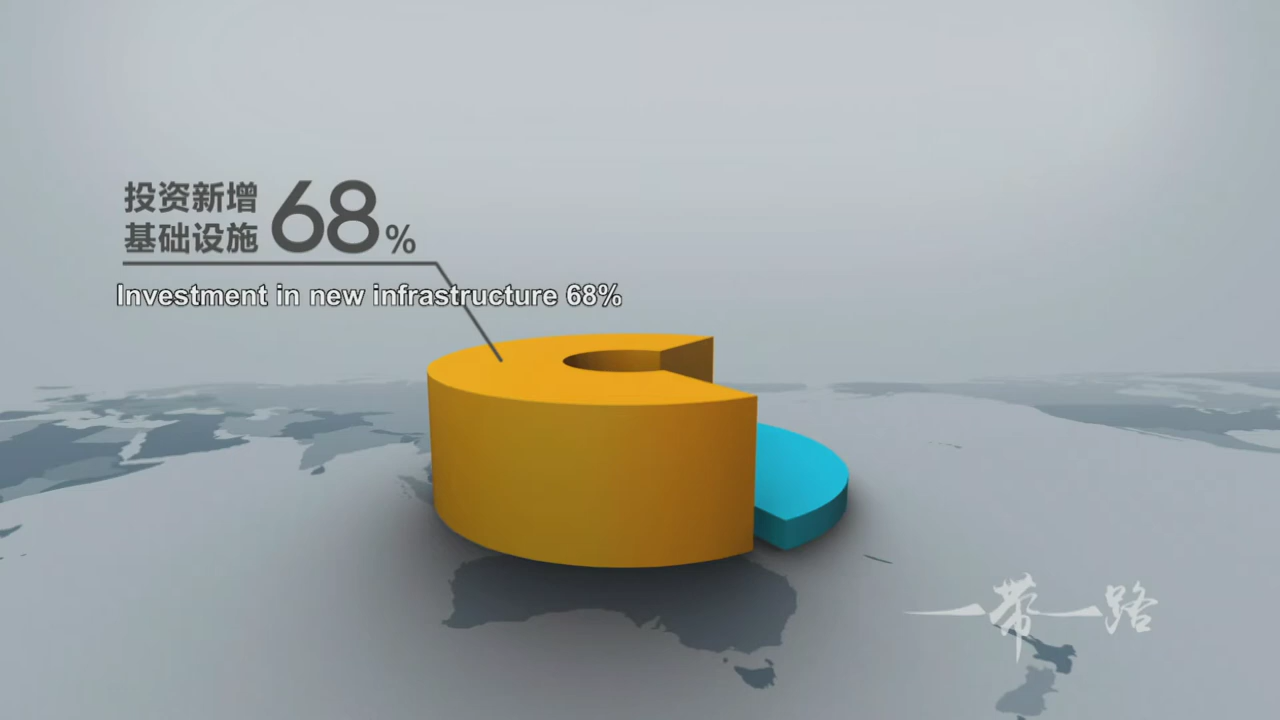 投资新增
基础设施 68%
Investment in new infrastructure 68%
一带一路